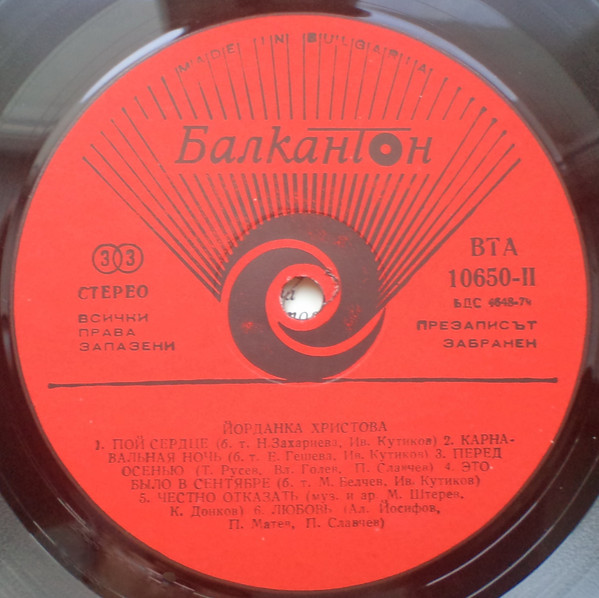 MADE IN BULGARIA
Балкантон
33
СТЕРЕО
ВСИЧКИ
ПРАВА
ЗАПАЗЕНИ
ВТА
10650-II
БДС 4648-74
ПРЕЗАПИСЪТ
ЗАБРАНЕН
ЙОРДАНКА ХРИСТОВА
1. ПОЙ СЕРДЦЕ (б. т. Н. Захариева, Ив. Кутиков) 2. КАРНА-
ВАЛЬНАЯ НОЧЬ (б. т. Е. Гешева, Ив. Кутиков) 3. ПЕРЕД
ОСЕНЬЮ (Т. Русев, Вл. Голев, П. Славчев) 4. ЭТО
БЫЛО В СЕНТЯБРЕ (б. т. М. Белчев, Ив. Кутиков)
5. ЧЕСТНО ОТКАЗАТЬ (муз. и ар. М. Щерев,
К. Донков) 6. ЛЮБОВЬ (Ал. Йосифов,
П. Матев, П. Славчев)